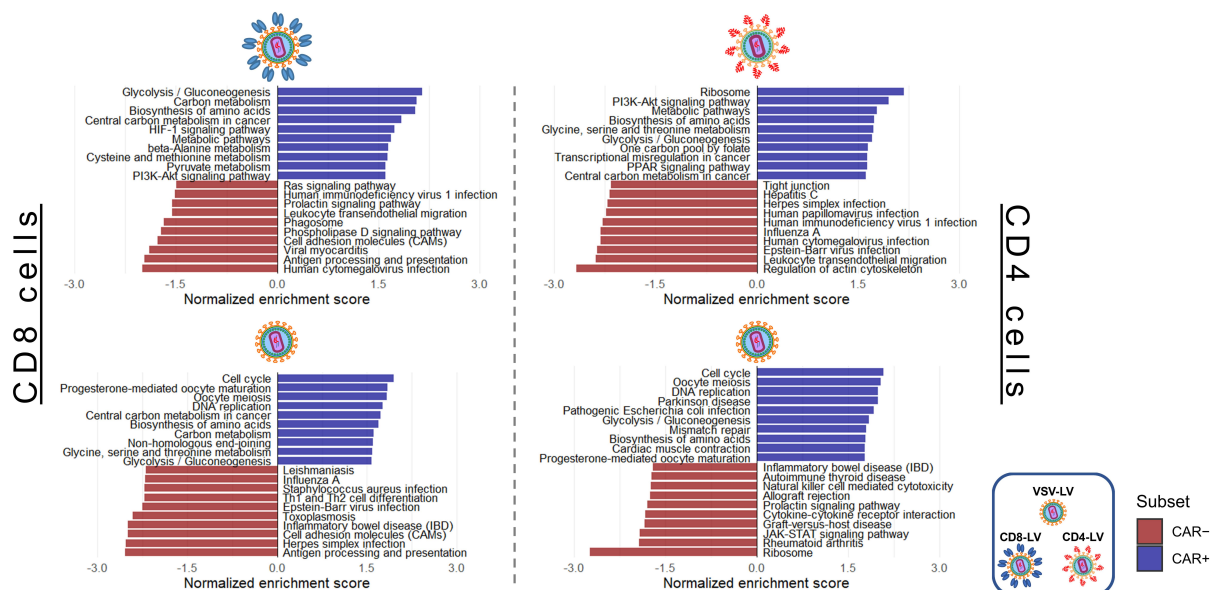 CD8 cells
Glycolysis / Gluconeogenesis
Carbon metabolism
Biosynthesis of amino acids
Central carbon metabolism in cancer
HIF-1 signaling pathway
Metabolic pathways
beta-Alanine metabolism
Cysteine and methionine metabolism
Pyruvate metabolism
PI3K-Akt signaling pathway
Ras signaling pathway
Human immunodeficiency virus 1 infection
Prolactin signaling pathway
Leukocyte transendothelial migration
Phagosome
Phospholipase D signaling pathway
Cell adhesion molecules (CAMs)
Viral myocarditis
Antigen processing and presentation
Human cytomegalovirus infection
-3.0 -1.5 0.0 1.5 3.0
Normalized enrichment score
Ribosome
PI3K-Akt signaling pathway
Metabolic pathways
Biosynthesis of amino acids
Glycine, serine and threonine metabolism
Glycolysis / Gluconeogenesis
One carbon pool by folate
Transcriptional misregulation in cancer
PPAR signaling pathway
Central carbon metabolism in cancer
Tight junction
Hepatitis C
Herpes simplex infection
Human papillomavirus infection
Human immunodeficiency virus 1 infection
Influenza A
Human cytomegalovirus infection
Epstein-Barr virus infection
Leukocyte transendothelial migration
Regulation of actin cytoskeleton
-3.0 -1.5 0.0 1.5 3.0
Normalized enrichment score
CD4 cells
Cell cycle
Progesterone-mediated oocyte maturation
Oocyte meiosis
DNA replication
Central carbon metabolism in cancer
Biosynthesis of amino acids
Carbon metabolism
Non-homologous end-joining
Glycine, serine and threonine metabolism
Glycolysis / Gluconeogenesis
Leishmaniasis
Influenza A
Staphylococcus aureus infection
Th1 and Th2 cell differentiation
Epstein-Barr virus infection
Toxoplasmosis
Inflammatory bowel disease (IBD)
Cell adhesion molecules (CAMs)
Herpes simplex infection
Antigen processing and presentation
-3.0 -1.5 0.0 1.5 3.0
Normalized enrichment score
Cell cycle
Oocyte meiosis
DNA replication
Parkinson disease
Pathogenic Escherichia coli infection
Glycolysis / Gluconeogenesis
Mismatch repair
Biosynthesis of amino acids
Cardiac muscle contraction
Progesterone-mediated oocyte maturation
Inflammatory bowel disease (IBD)
Autoimmune thyroid disease
Natural killer cell mediated cytotoxicity
Allograft rejection
Prolactin signaling pathway
Cytokine-cytokine receptor interaction
Graft-versus-host disease
JAK-STAT signaling pathway
Rheumatoid arthritis
Ribosome
-3.0 -1.5 0.0 1.5 3.0
Normalized enrichment score
VSV-LV
CD8-LV CD4-LV
Subset
CAR−
CAR+